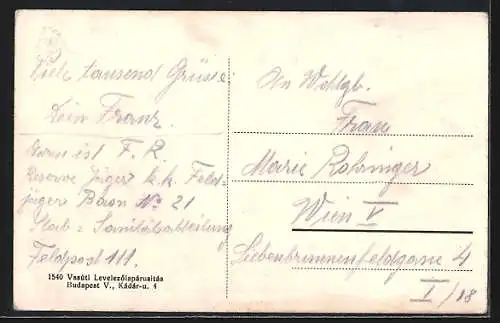 Viele tausend Grüsse
Dein Franz.
ist F. R.
Reserve Jäger k. k. Feld-
jäger Baon No 21
Stab = Sanitätsabteilung
Feldpost 111.
1540 Vasúti Levelezőlapárusítás
Budapest V., Kádár-u. 4
An Wohlgb.
Frau
Marie Rohringer
Wien V
Siebenbrunnenfeldgasse 4
I/18